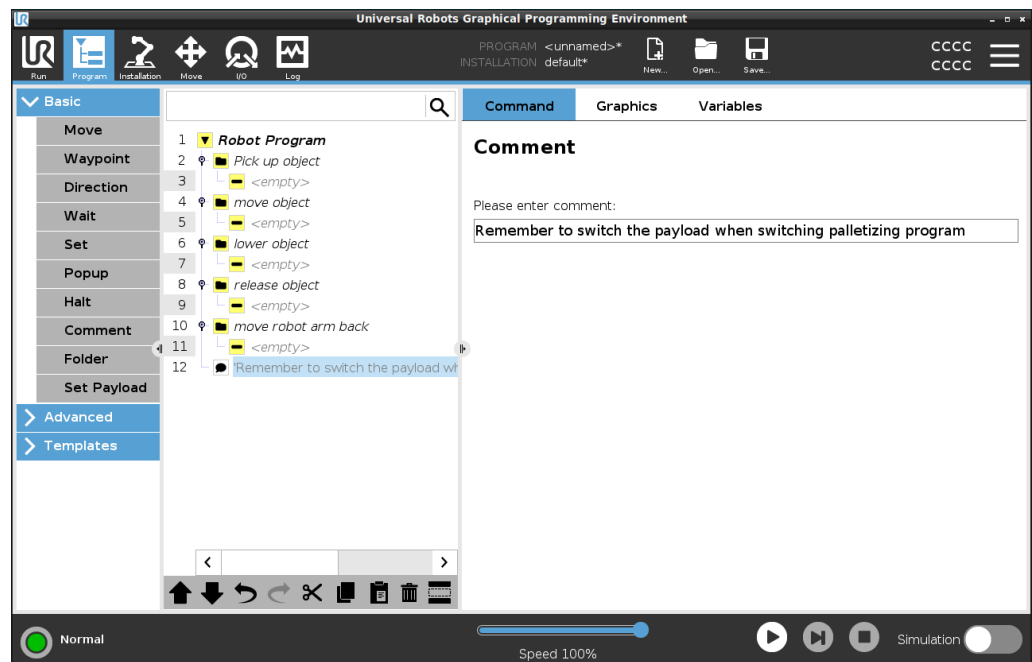 UR
Universal Robots Graphical Programming Environment
UR
Run
Program
Installation
Move
I/O
Log
PROGRAM <unnamed>*
INSTALLATION default*
New...
Open...
Save...
CCCC
CCCC
Basic
Move
Waypoint
Direction
Wait
Set
Popup
Halt
Comment
Folder
Set Payload
Advanced
Templates
1 Robot Program
2 Pick up object
3 <empty>
4 move object
5 <empty>
6 lower object
7 <empty>
8 release object
9 <empty>
10 move robot arm back
11 <empty>
12 'Remember to switch the payload wh
Command
Graphics
Variables
Comment
Please enter comment:
Remember to switch the payload when switching palletizing program
Normal
Speed 100%
Simulation